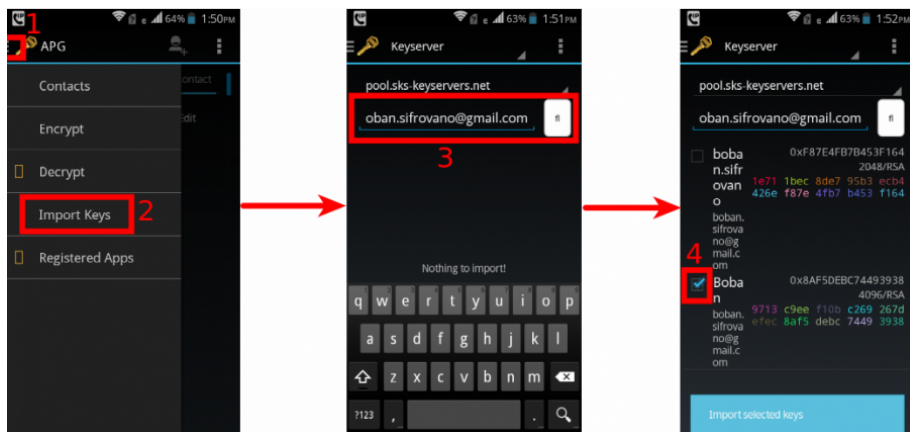 64% 1:50PM
1
APG
Contacts
ontact
Encrypt
Edit
Decrypt
Import Keys
2
Registered Apps
63% 1:51PM
Keyserver
pool.sks-keyservers.net
oban.sifrovano@gmail.com
fl
3
Nothing to import!
q w e r t y u i o p
a s d f g h j k l
z x c v b n m
?123 , .
63% 1:52PM
Keyserver
pool.sks-keyservers.net
oban.sifrovano@gmail.com
fl
boba
n.sifr
ovan
o
0xF87E4FB7B453F164
2048/RSA
1e71 1bec 8de7 95b3 ecb4
426e f87e 4fb7 b453 f164
boban.
sifrova
no@g
mail.c
om
4
Boba
n
0x8AF5DEBC74493938
4096/RSA
9713 c9ee f10b c269 267d
efec 8af5 debc 7449 3938
boban.
sifrova
no@g
mail.c
om
Import selected keys